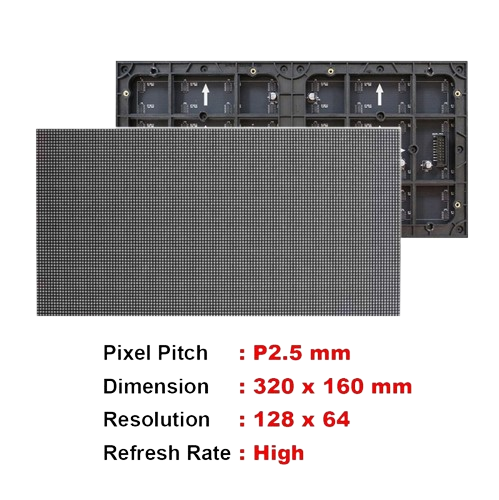 Pixel Pitch : P2.5 mm
Dimension : 320 x 160 mm
Resolution : 128 x 64
Refresh Rate : High